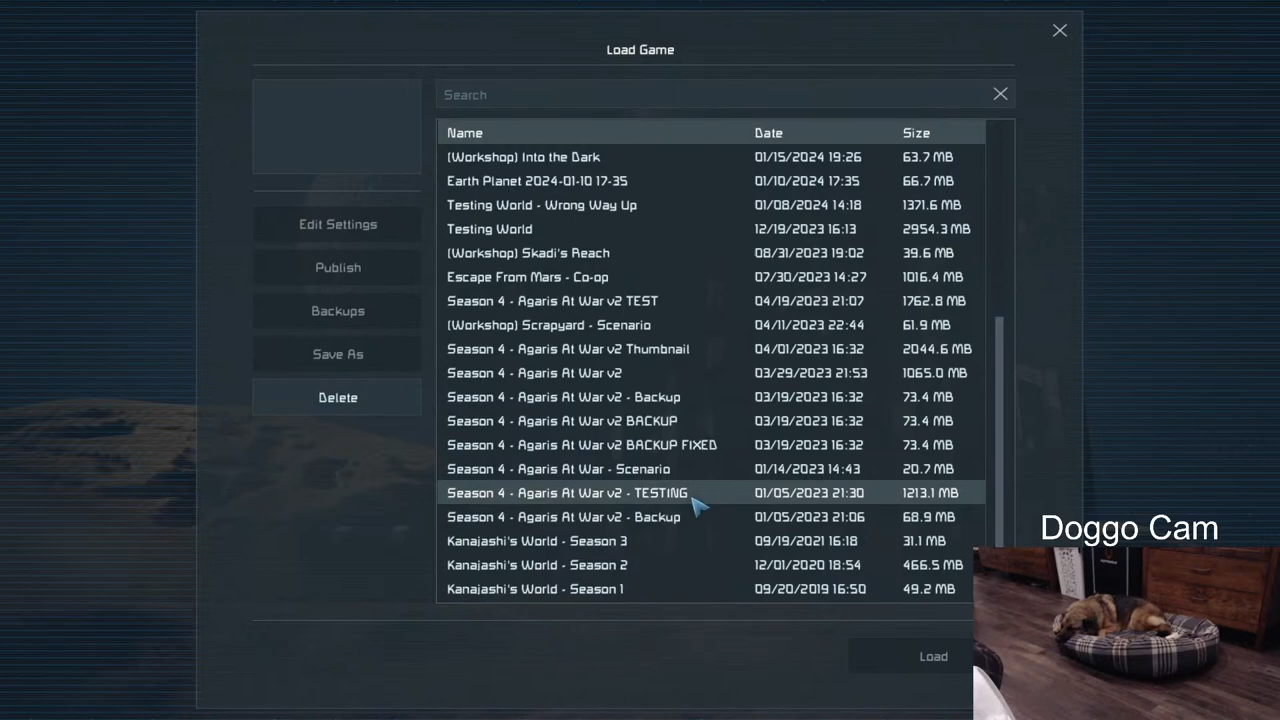 Load Game
Search
Name Date Size
(Workshop) Into the Dark 01/15/2024 19:26 63.7 MB
Earth Planet 2024-01-10 17-35 01/10/2024 17:35 66.7 MB
Testing World - Wrong Way Up 01/08/2024 14:18 1371.6 MB
Testing World 12/19/2023 16:13 2954.3 MB
(Workshop) Skadi's Reach 08/31/2023 19:02 39.6 MB
Escape From Mars - Co-op 07/30/2023 14:27 1016.4 MB
Season 4 - Agaris At War v2 TEST 04/19/2023 21:07 1762.8 MB
(Workshop) Scrapyard - Scenario 04/11/2023 22:44 61.9 MB
Season 4 - Agaris At War v2 Thumbnail 04/01/2023 16:32 2044.6 MB
Season 4 - Agaris At War v2 03/29/2023 21:53 1065.0 MB
Season 4 - Agaris At War v2 - Backup 03/19/2023 16:32 73.4 MB
Season 4 - Agaris At War v2 BACKUP 03/19/2023 16:32 73.4 MB
Season 4 - Agaris At War v2 BACKUP FIXED 03/19/2023 16:32 73.4 MB
Season 4 - Agaris At War - Scenario 01/14/2023 14:43 20.7 MB
Season 4 - Agaris At War v2 - TESTING 01/05/2023 21:30 1213.1 MB
Season 4 - Agaris At War v2 - Backup 01/05/2023 21:06 68.9 MB
Kanajashi's World - Season 3 09/19/2021 16:18 31.1 MB
Kanajashi's World - Season 2 12/01/2020 18:54 466.5 MB
Kanajashi's World - Season 1 09/20/2019 16:50 49.2 MB
Edit Settings
Publish
Backups
Save As
Delete
Load
Doggo Cam